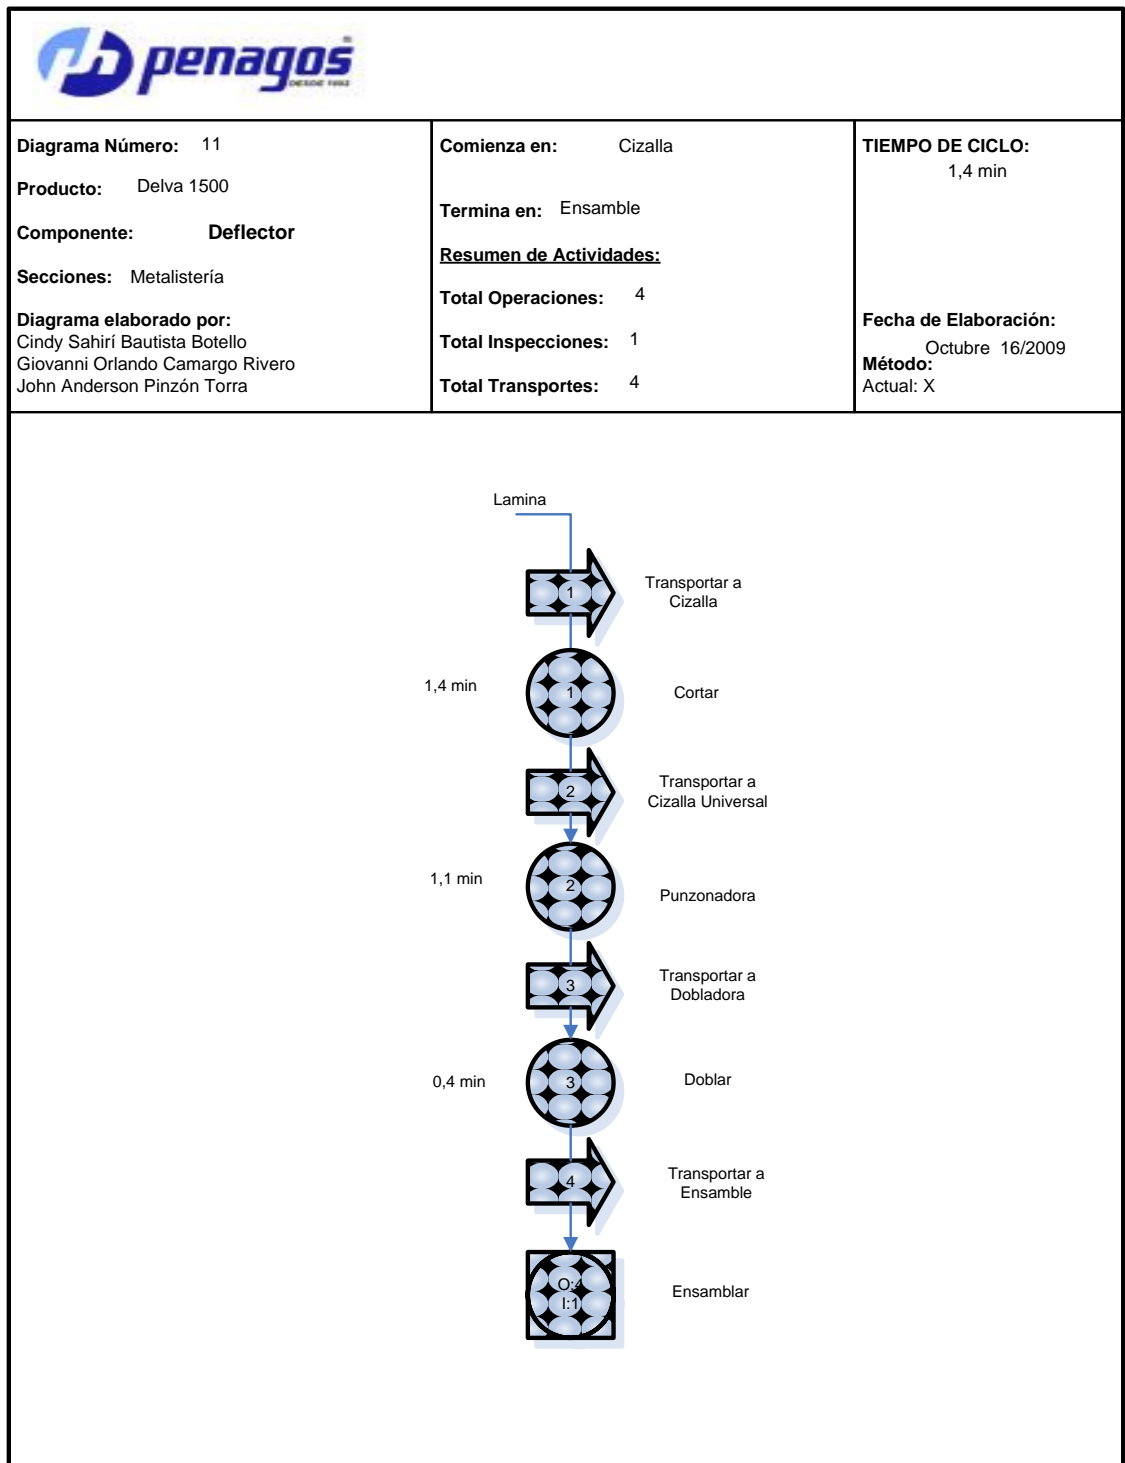 penagos
DESDE 1892
Diagrama Número: 11
Producto: Delva 1500
Componente: Deflector
Secciones: Metalistería
Diagrama elaborado por:
Cindy Sahirí Bautista Botello
Giovanni Orlando Camargo Rivero
John Anderson Pinzón Torra
Comienza en: Cizalla
Termina en: Ensamble
Resumen de Actividades:
Total Operaciones: 4
Total Inspecciones: 1
Total Transportes: 4
TIEMPO DE CICLO:
1,4 min
Fecha de Elaboración:
Octubre 16/2009
Método:
Actual: X
Lamina
1
Transportar a
Cizalla
1,4 min
1
Cortar
2
Transportar a
Cizalla Universal
1,1 min
2
Punzonadora
3
Transportar a
Dobladora
0,4 min
3
Doblar
4
Transportar a
Ensamble
O:4
I:1
Ensamblar